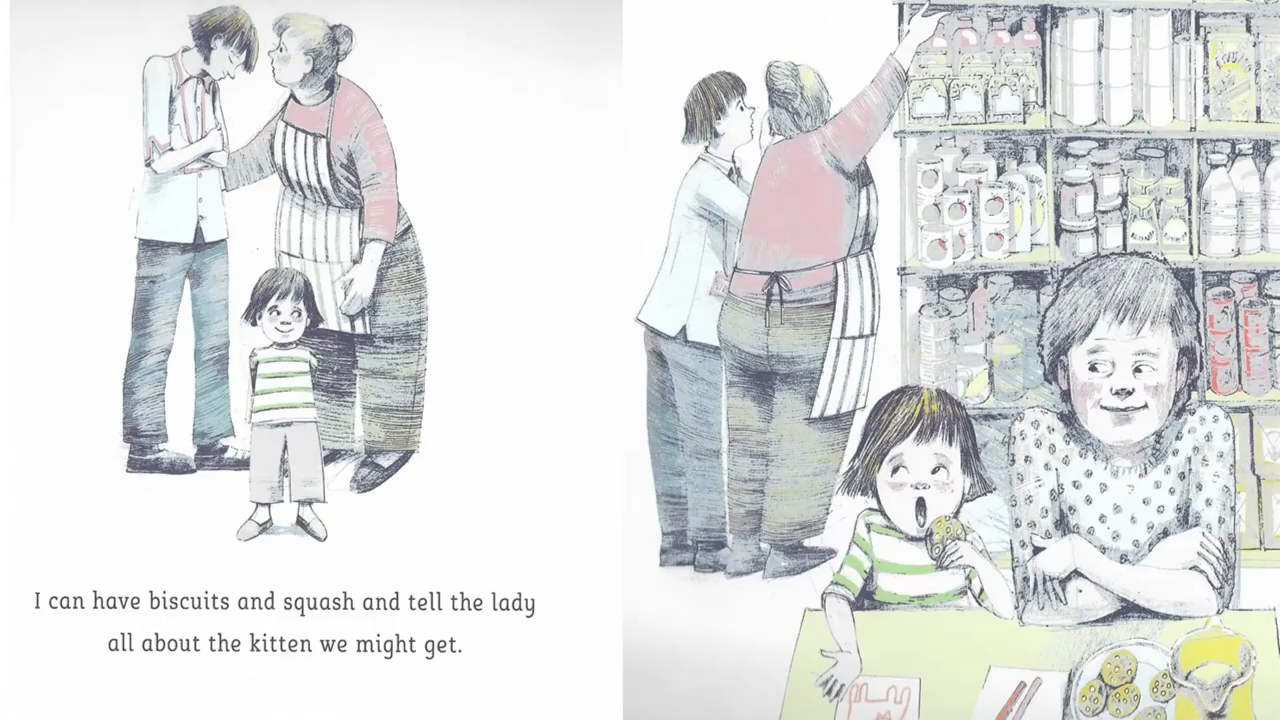 I can have biscuits and squash and tell the lady
all about the kitten we might get.